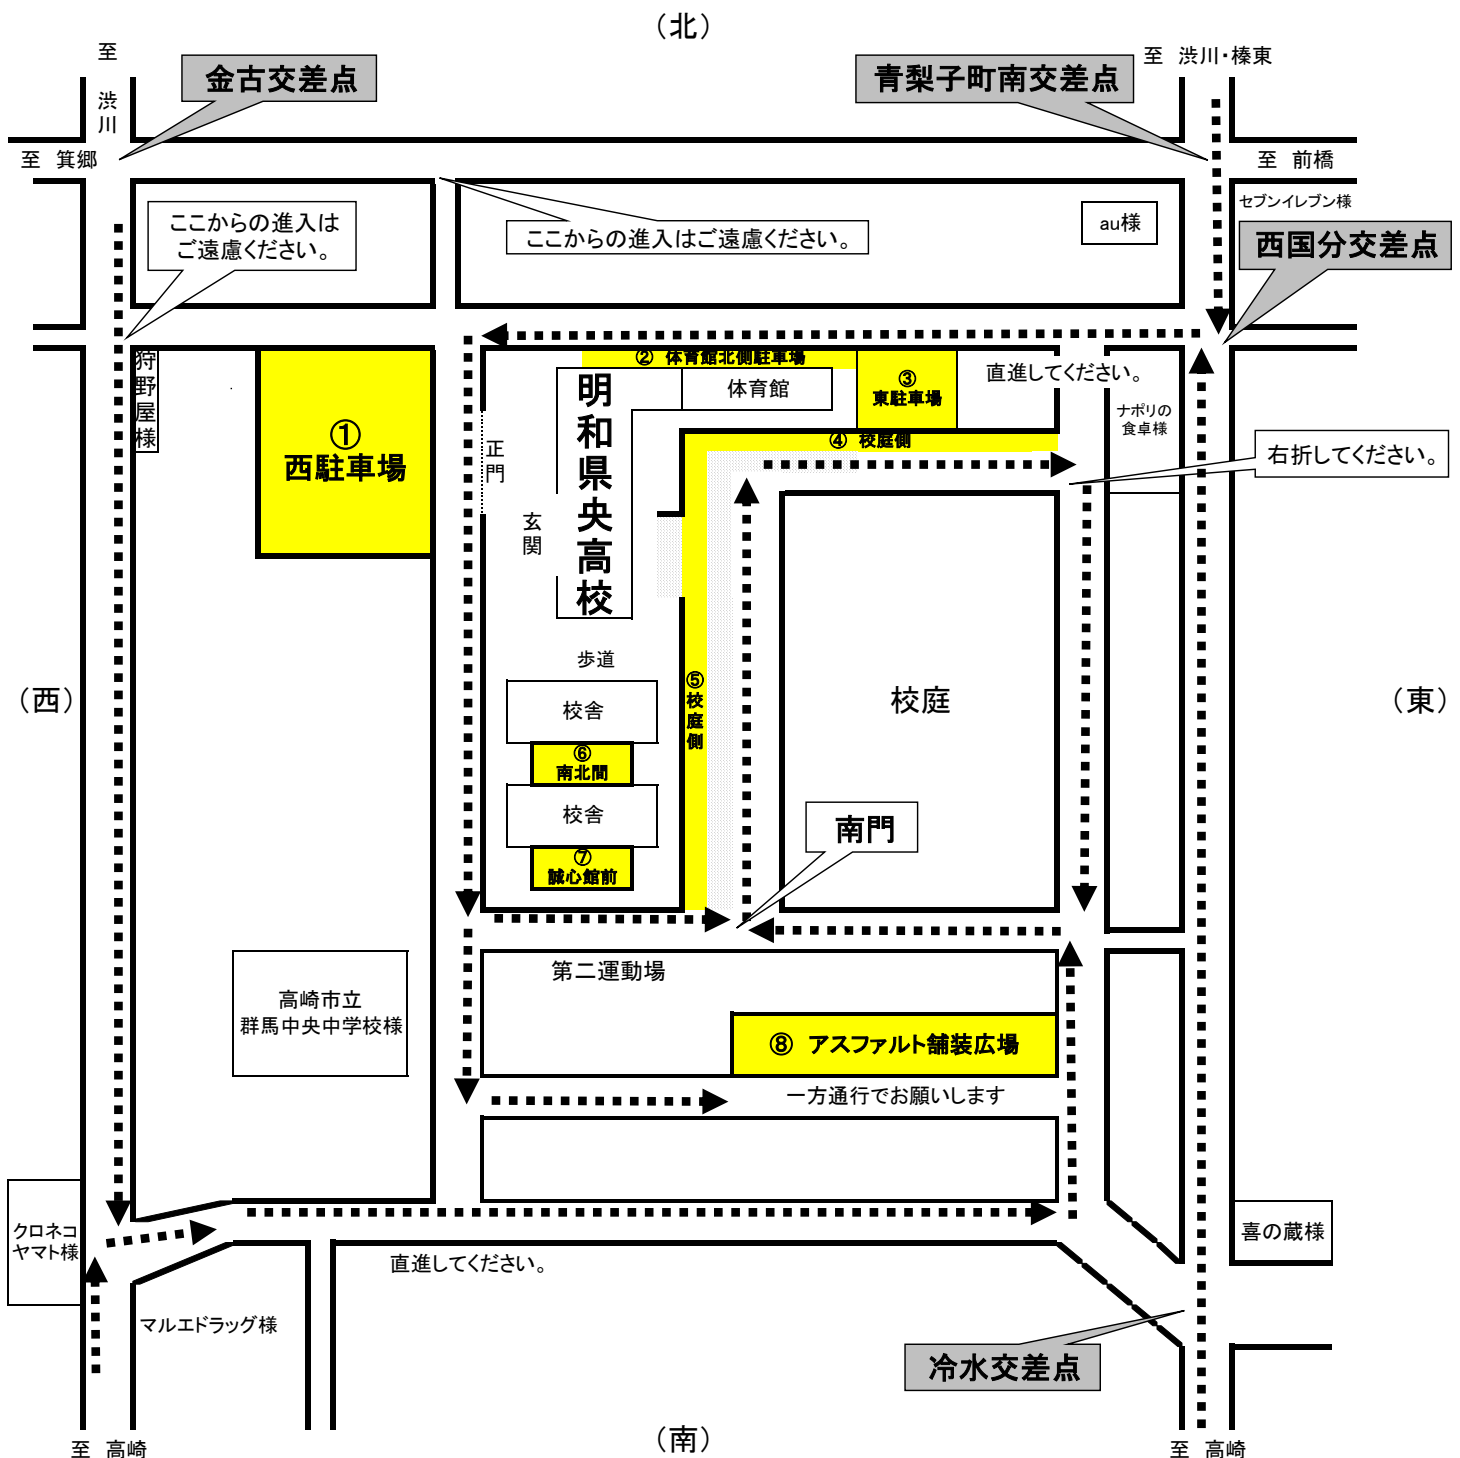 （北）
至
渋
川
金古交差点
青梨子町南交差点
至 渋川・榛東
至 箕郷
至 前橋
セブンイレブン様
ここからの進入は
ご遠慮ください。
ここからの進入はご遠慮ください。
au様
西国分交差点
狩
野
屋
様
①
西駐車場
② 体育館北側駐車場
体育館
③
東駐車場
直進してください。
ナポリの
食卓様
④ 校庭側
右折してください。
正
門
明
和
県
央
高
校
玄
関
歩道
（西）
校舎
⑤
校
庭
側
校庭
（東）
⑥
南北間
校舎
⑦
誠心館前
南門
第二運動場
高崎市立
群馬中央中学校様
⑧ アスファルト舗装広場
一方通行でお願いします
クロネコ
ヤマト様
喜の蔵様
直進してください。
マルエドラッグ様
冷水交差点
（南）
至 高崎
至 高崎